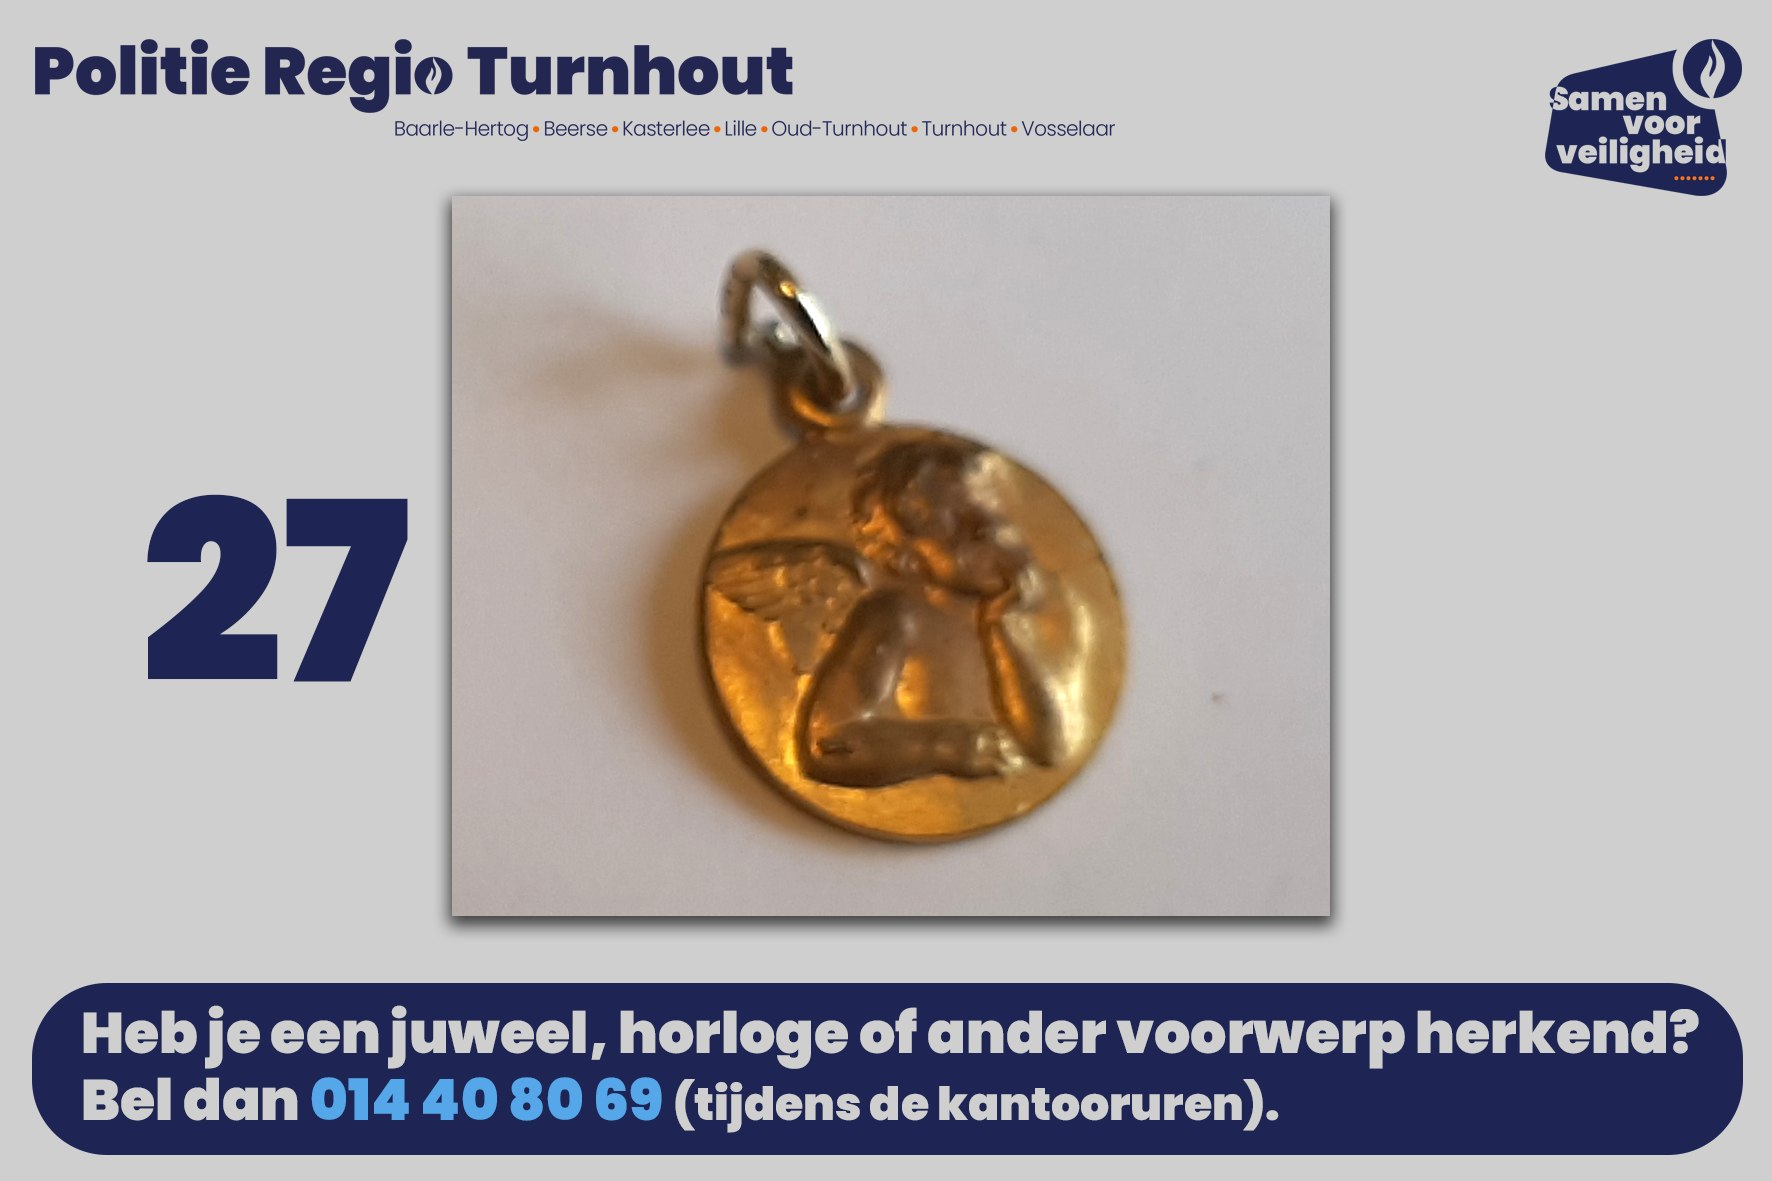 Politie Regio Turnhout
Baarle-Hertog • Beerse • Kasterlee • Lille • Oud-Turnhout • Turnhout • Vosselaar
Samen
voor
veiligheid
27
Heb je een juweel, horloge of ander voorwerp herkend?
Bel dan 014 40 80 69 (tijdens de kantooruren).